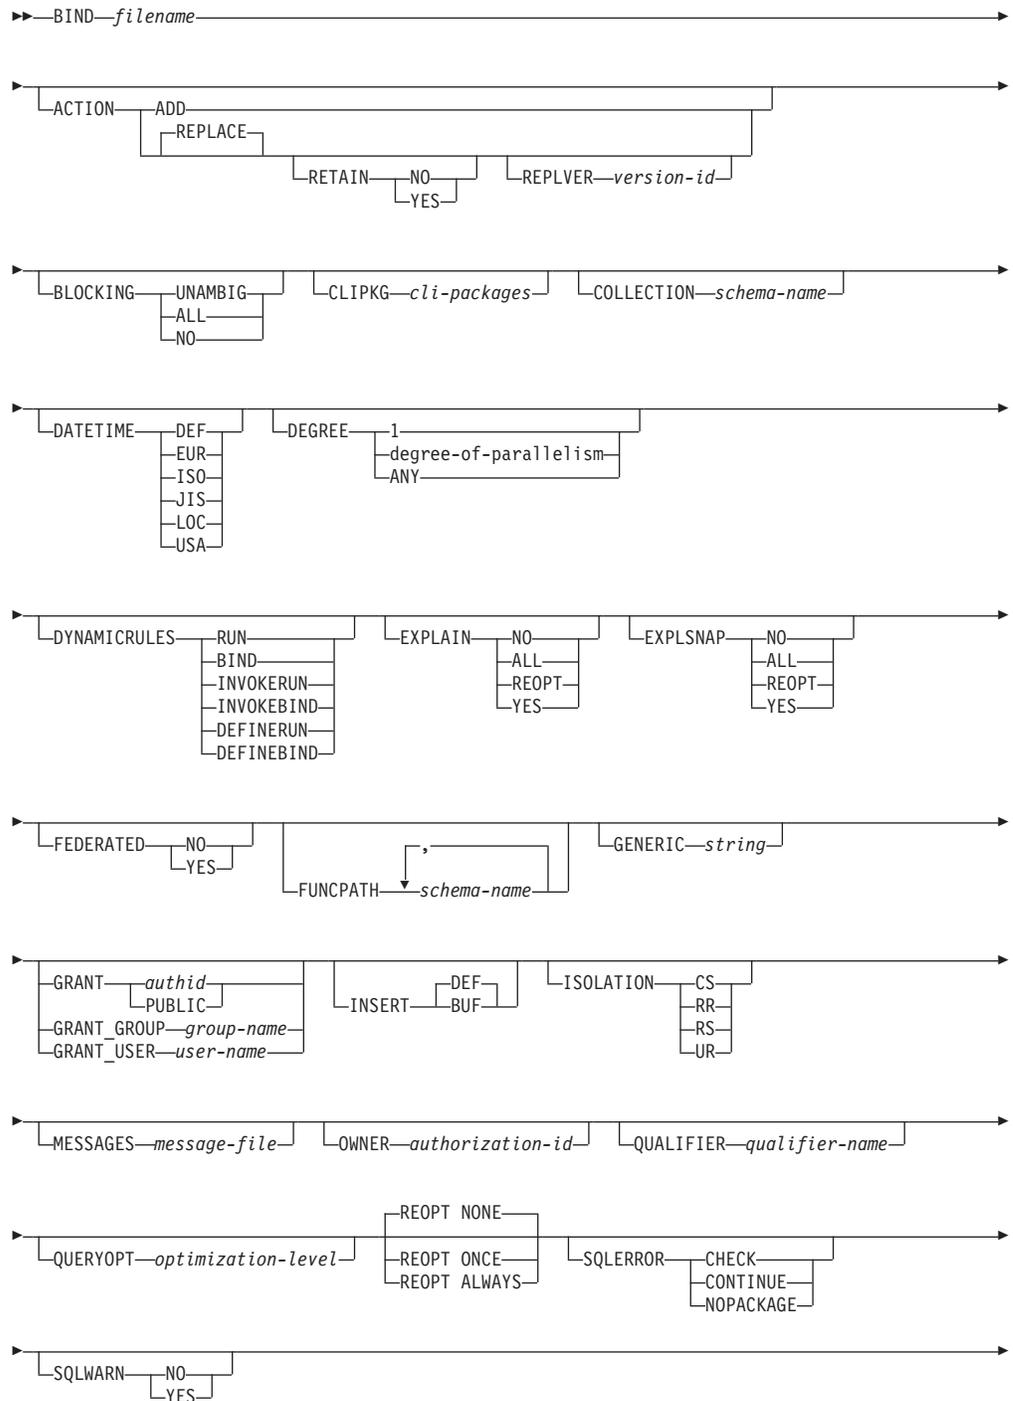 BIND filename
ACTION ADD
REPLACE
RETAIN NO REPLVER version-id
YES
BLOCKING UNAMBIG CLIPKG cli-packages COLLECTION schema-name
ALL
NO
DATETIME DEF DEGREE 1
EUR degree-of-parallelism
ISO ANY
JIS
LOC
USA
DYNAMICRULES RUN EXPLAIN NO EXPLSNAP NO
BIND ALL ALL
INVOKERUN REOPT REOPT
INVOKEBIND YES YES
DEFINERUN
DEFINEBIND
FEDERATED NO , GENERIC string
YES
FUNCPATH schema-name
GRANT authid DEF ISOLATION CS
PUBLIC INSERT BUF RR
GRANT_GROUP group-name RS
GRANT_USER user-name UR
MESSAGES message-file OWNER authorization-id QUALIFIER qualifier-name
REOPT NONE
QUERYOPT optimization-level REOPT ONCE SQLERROR CHECK
REOPT ALWAYS CONTINUE
NOPACKAGE
SQLWARN NO
YES